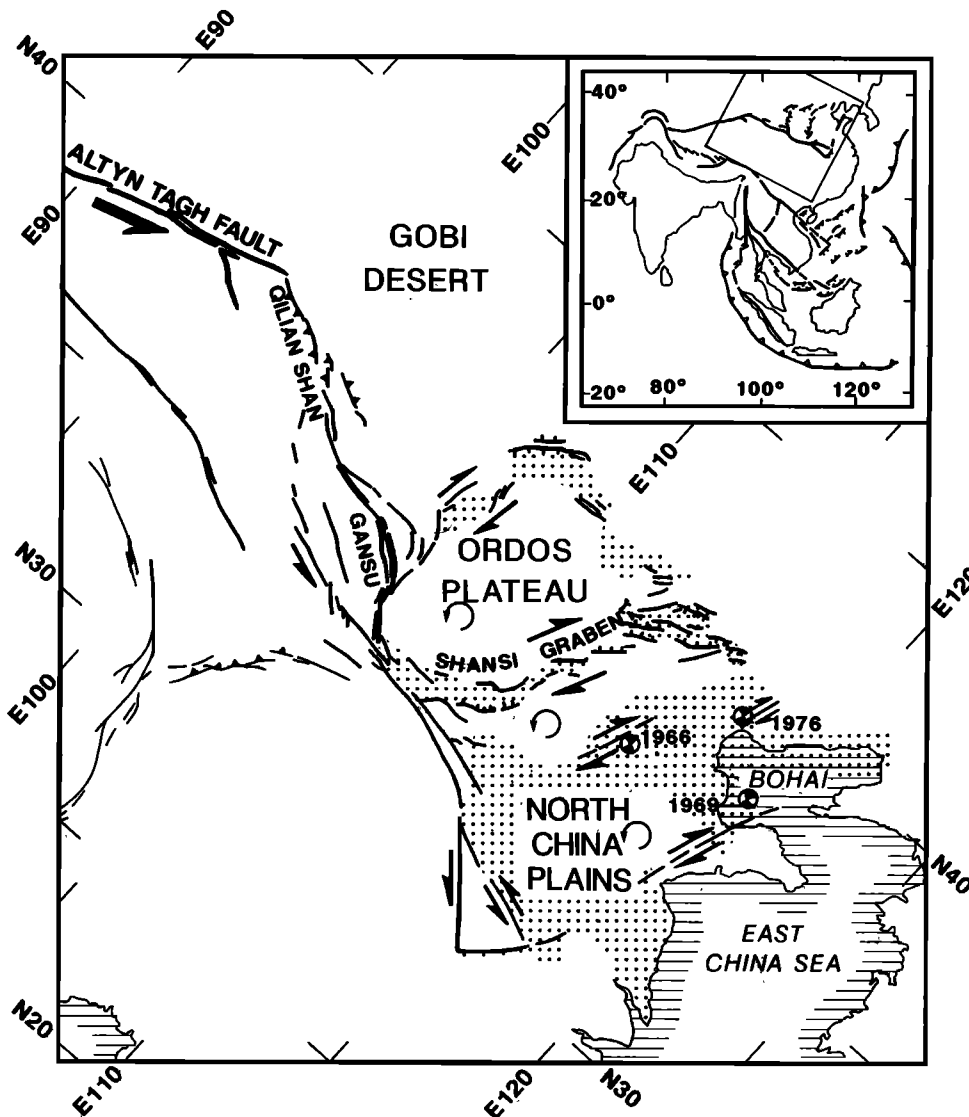 E90
N40
E100
40°
20°
0°
20°
80°
100°
120°
ALTYN TAGH FAULT
E90
GOBI
DESERT
QILIAN SHAN
E110
GANSU
ORDOS
PLATEAU
N30
E120
SHANSI GRABEN
E100
1976
1966
BOHAI
1969
NORTH
CHINA
PLAINS
N40
EAST
CHINA SEA
N20
E110
E120
N30